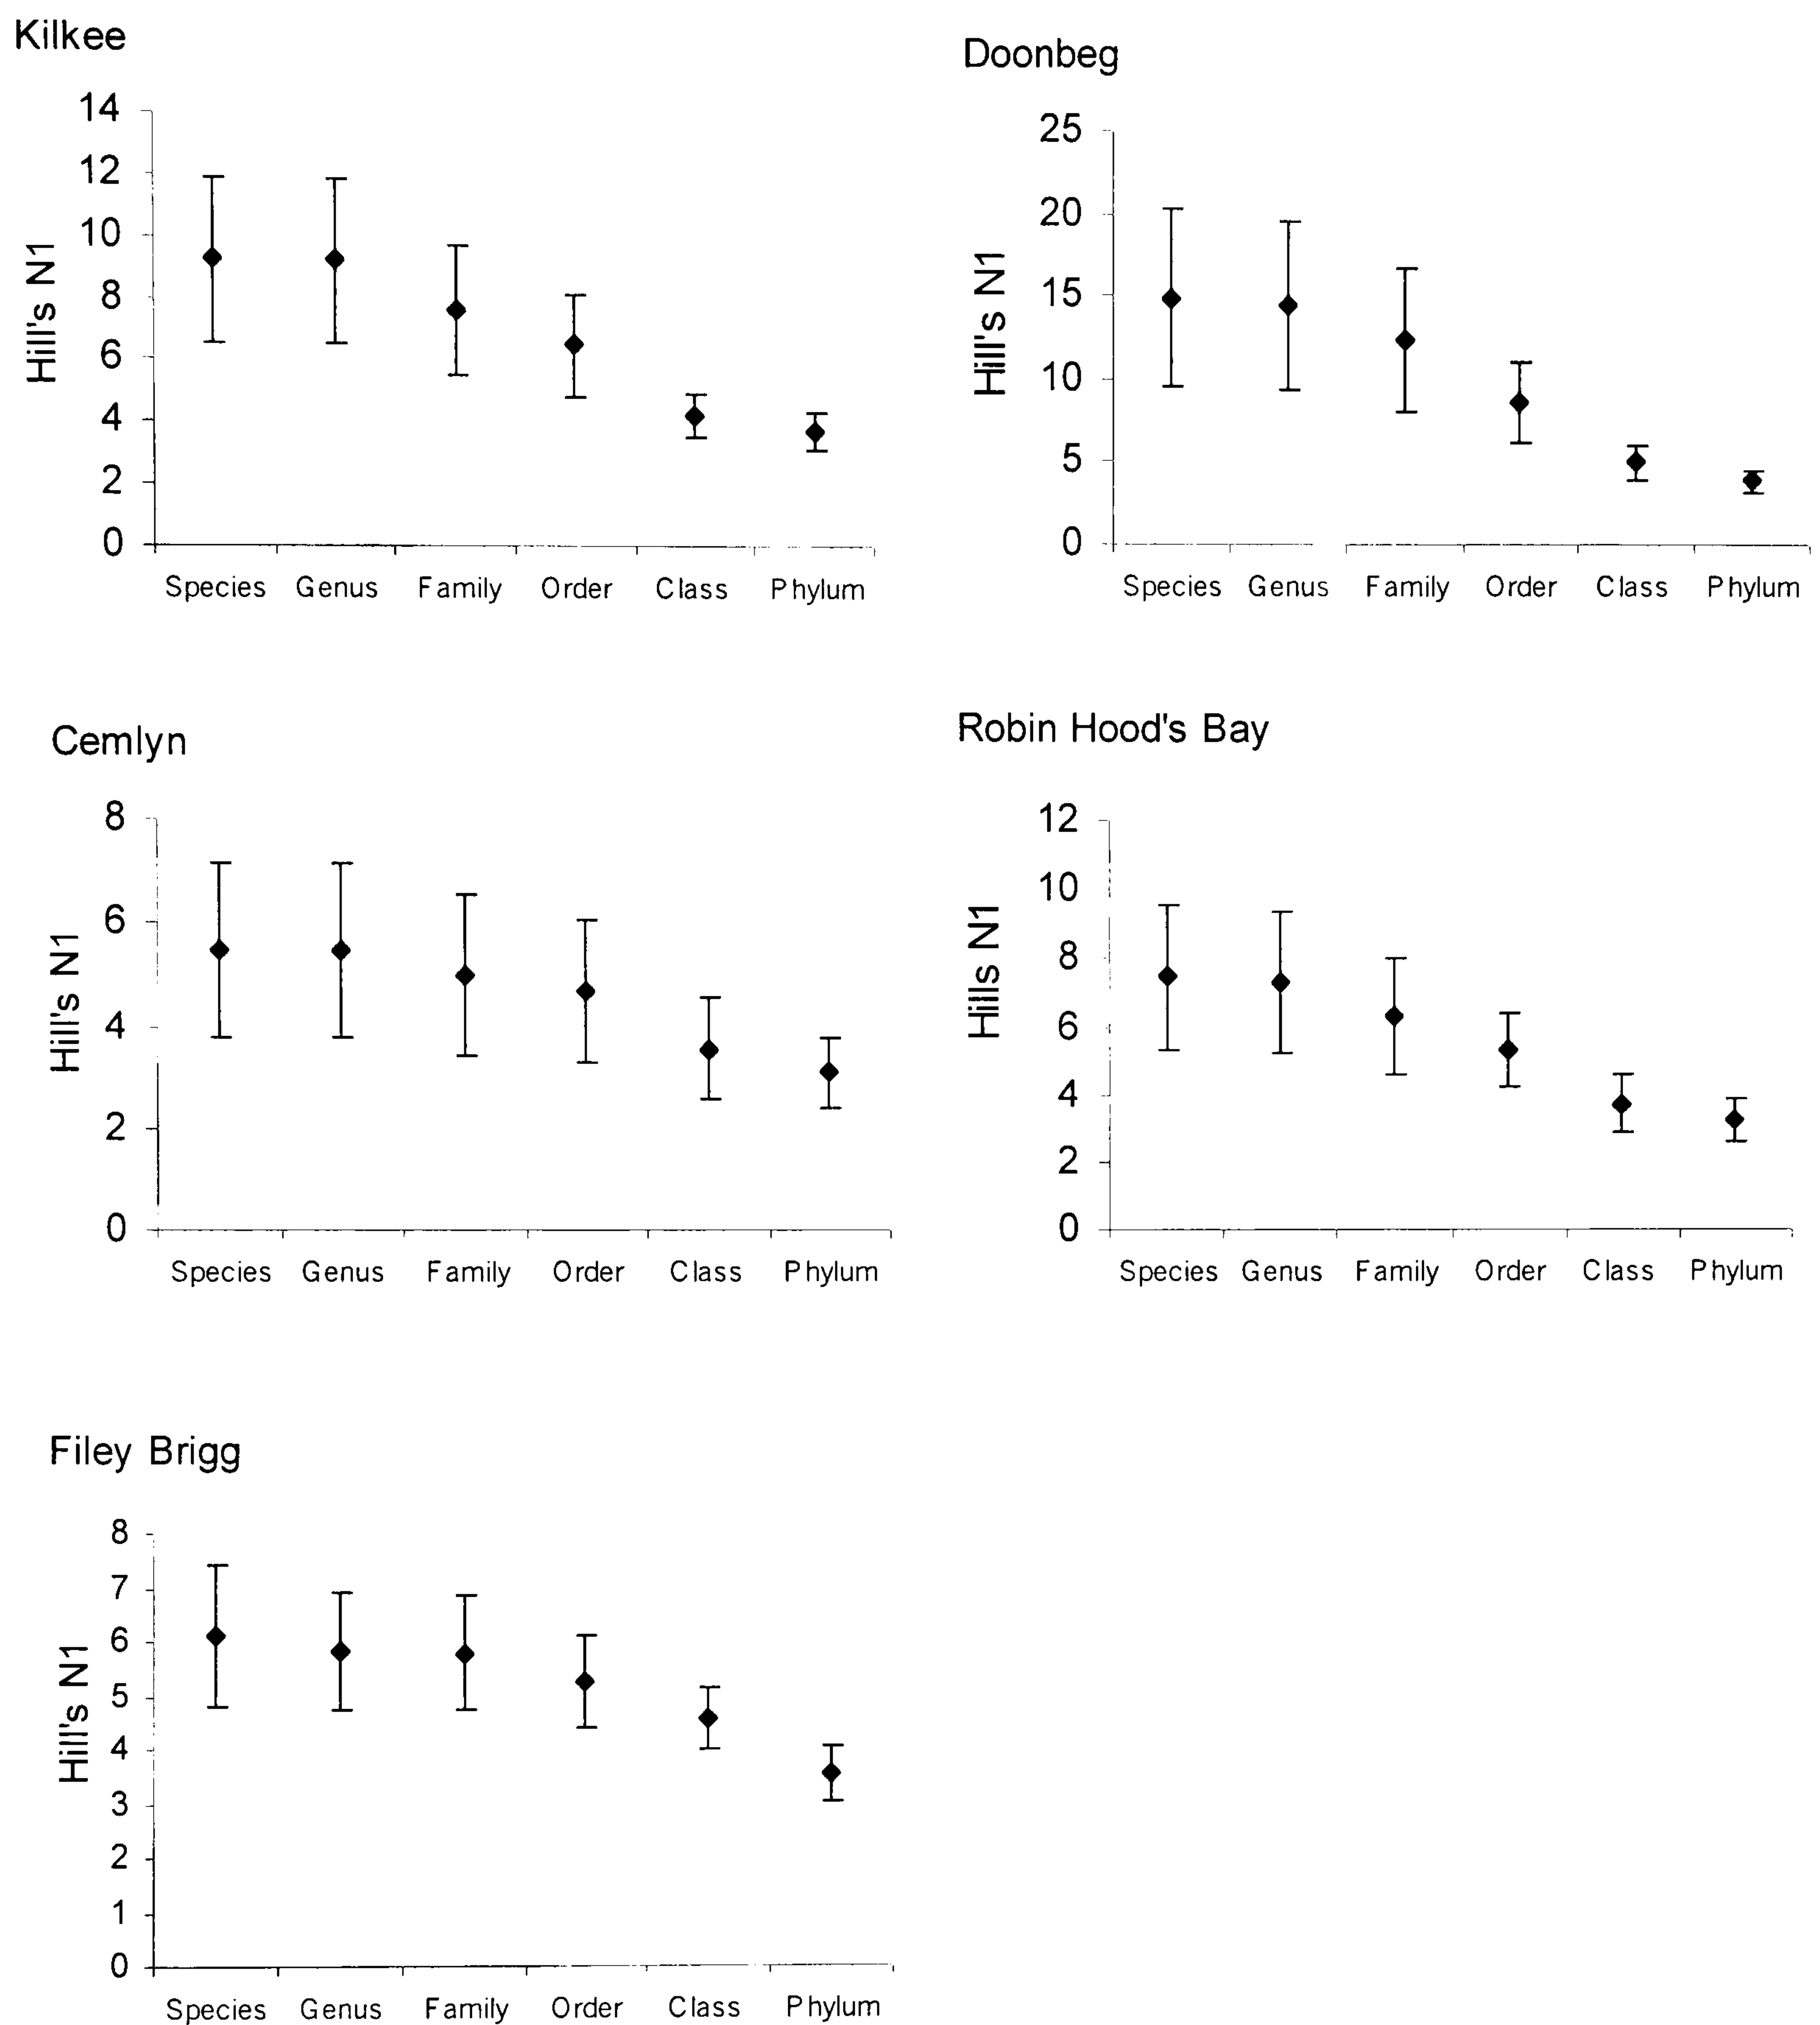 Kilkee
14
12
10
8
6
4
2
0
Hill's N1
Species Genus Family Order Class Phylum
Doonbeg
25
20
15
10
5
0
Hill's N1
Species Genus Family Order Class Phylum
Cemlyn
8
6
4
2
0
Hill's N1
Species Genus Family Order Class Phylum
Robin Hood's Bay
12
10
8
6
4
2
0
Hills N1
Species Genus Family Order Class Phylum
Filey Brigg
8
7
6
5
4
3
2
1
0
Hill's N1
Species Genus Family Order Class Phylum